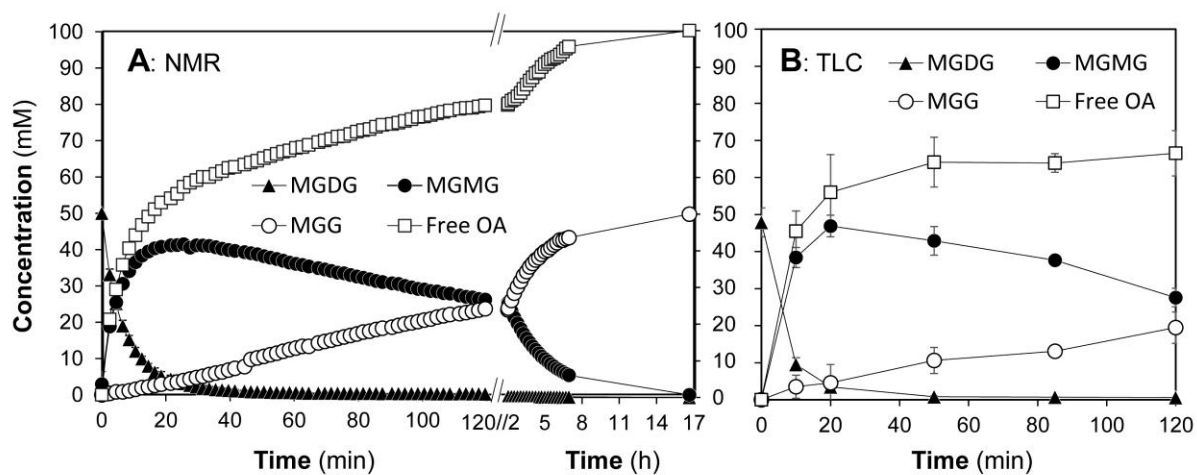 A: NMR
B: TLC
Concentration (mM)
100
90
80
70
60
50
40
30
20
10
0
MGDG MGMG
MGG Free OA
0 20 40 60 80 100 120 // 2 5 8 11 14 17
//
Time (min) Time (h)
MGDG MGMG
MGG Free OA
100
90
80
70
60
50
40
30
20
10
0
0 20 40 60 80 100 120
Time (min)